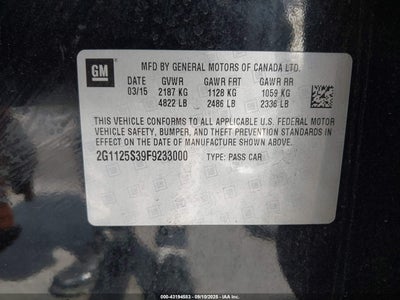 GM
MFD BY GENERAL MOTORS OF CANADA LTD.
DATE GVWR GAWR FRT GAWR RR
03/15 2187 KG 1128 KG 1059 KG
4822 LB 2486 LB 2336 LB
THIS VEHICLE CONFORMS TO ALL APPLICABLE U.S. FEDERAL MOTOR
VEHICLE SAFETY, BUMPER, AND THEFT PREVENTION STANDARDS IN
EFFECT ON THE DATE OF MANUFACTURE SHOWN ABOVE.
2G1125S39F9233000 TYPE: PASS CAR
000-43194583 | 09/10/2025 - IAA